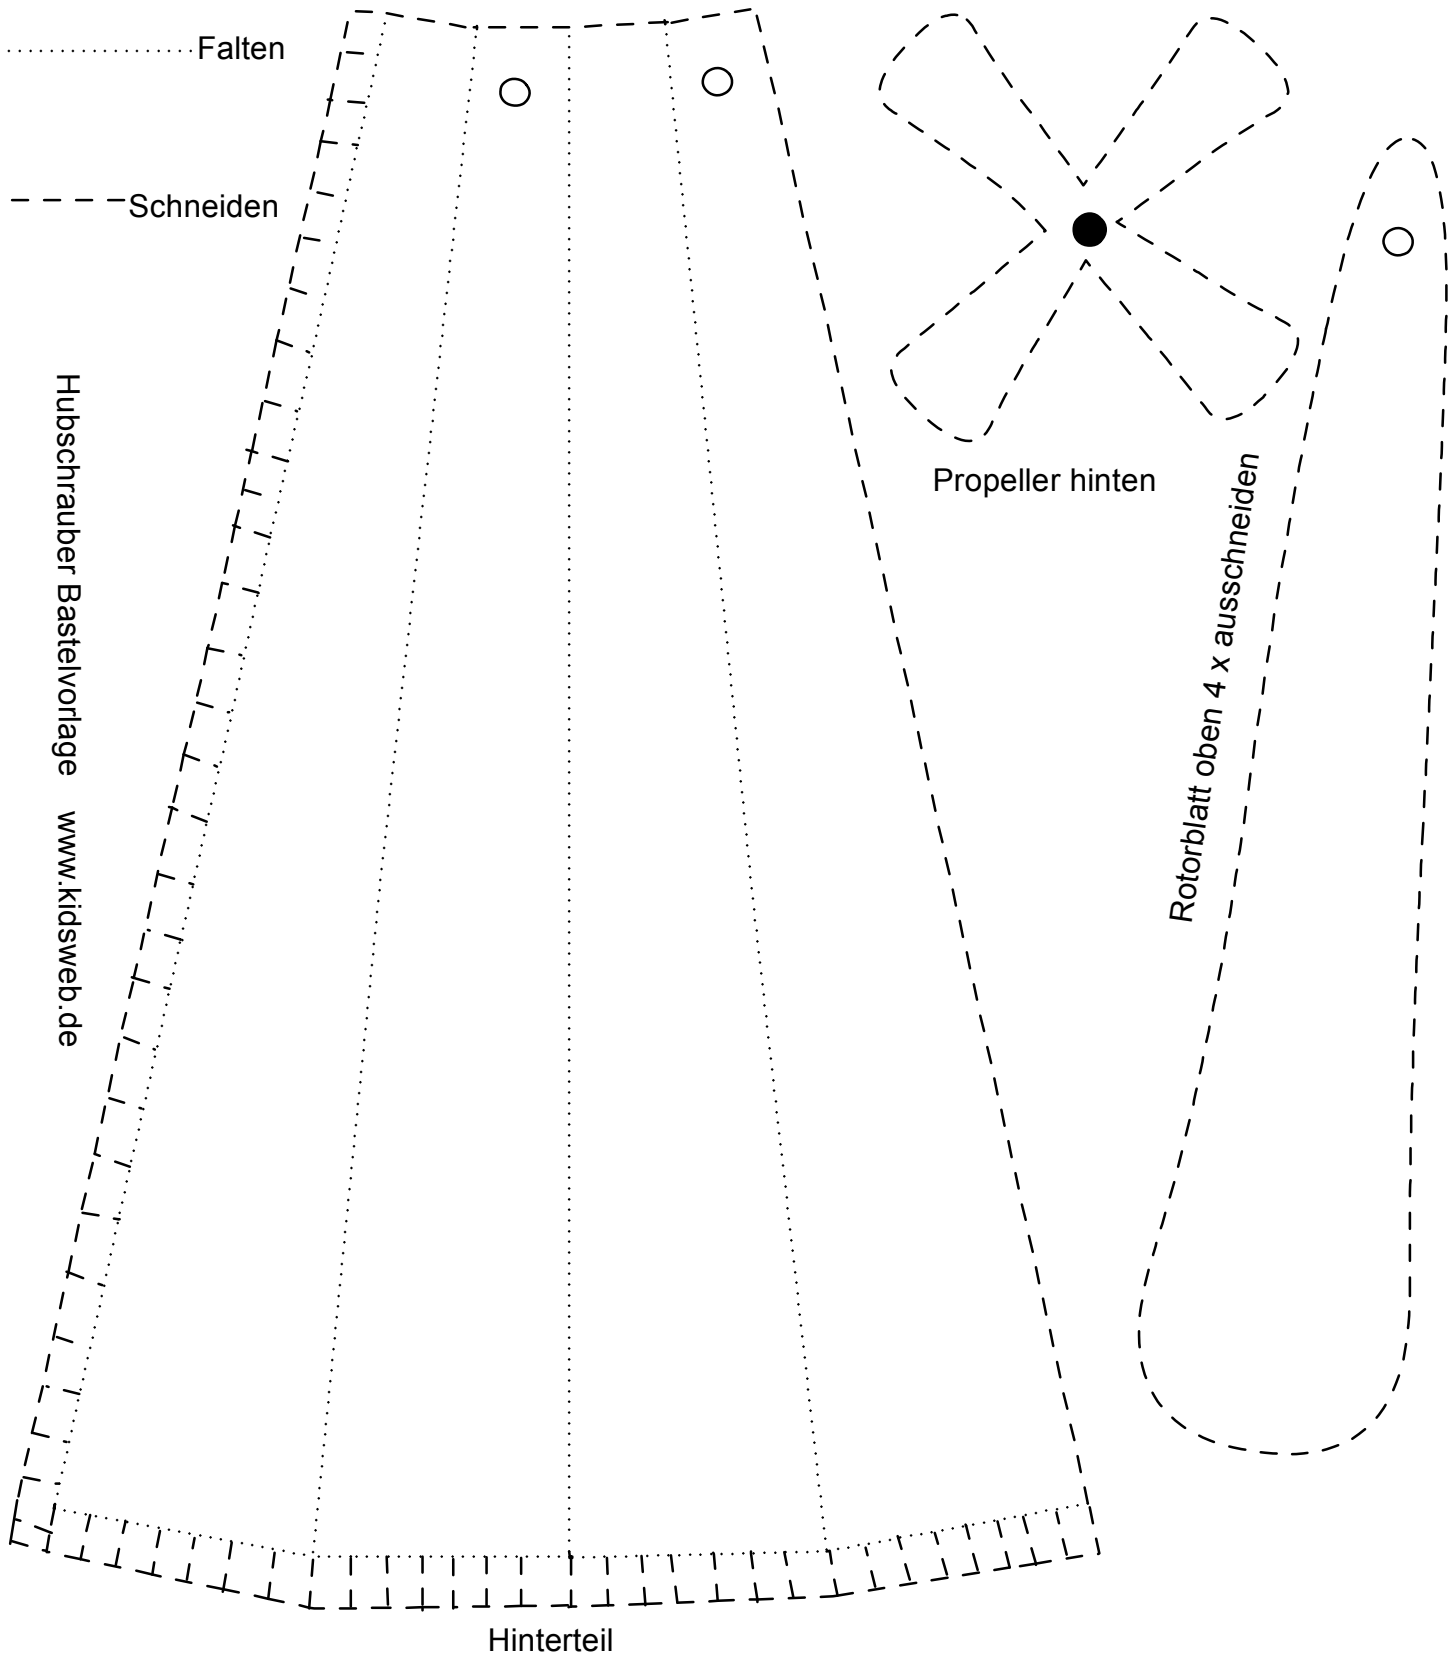 Falten
Schneiden
Hubschrauber Bastelvorlage www.kidsweb.de
Propeller hinten
Rotorblatt oben 4 x ausschneiden
Hinterteil